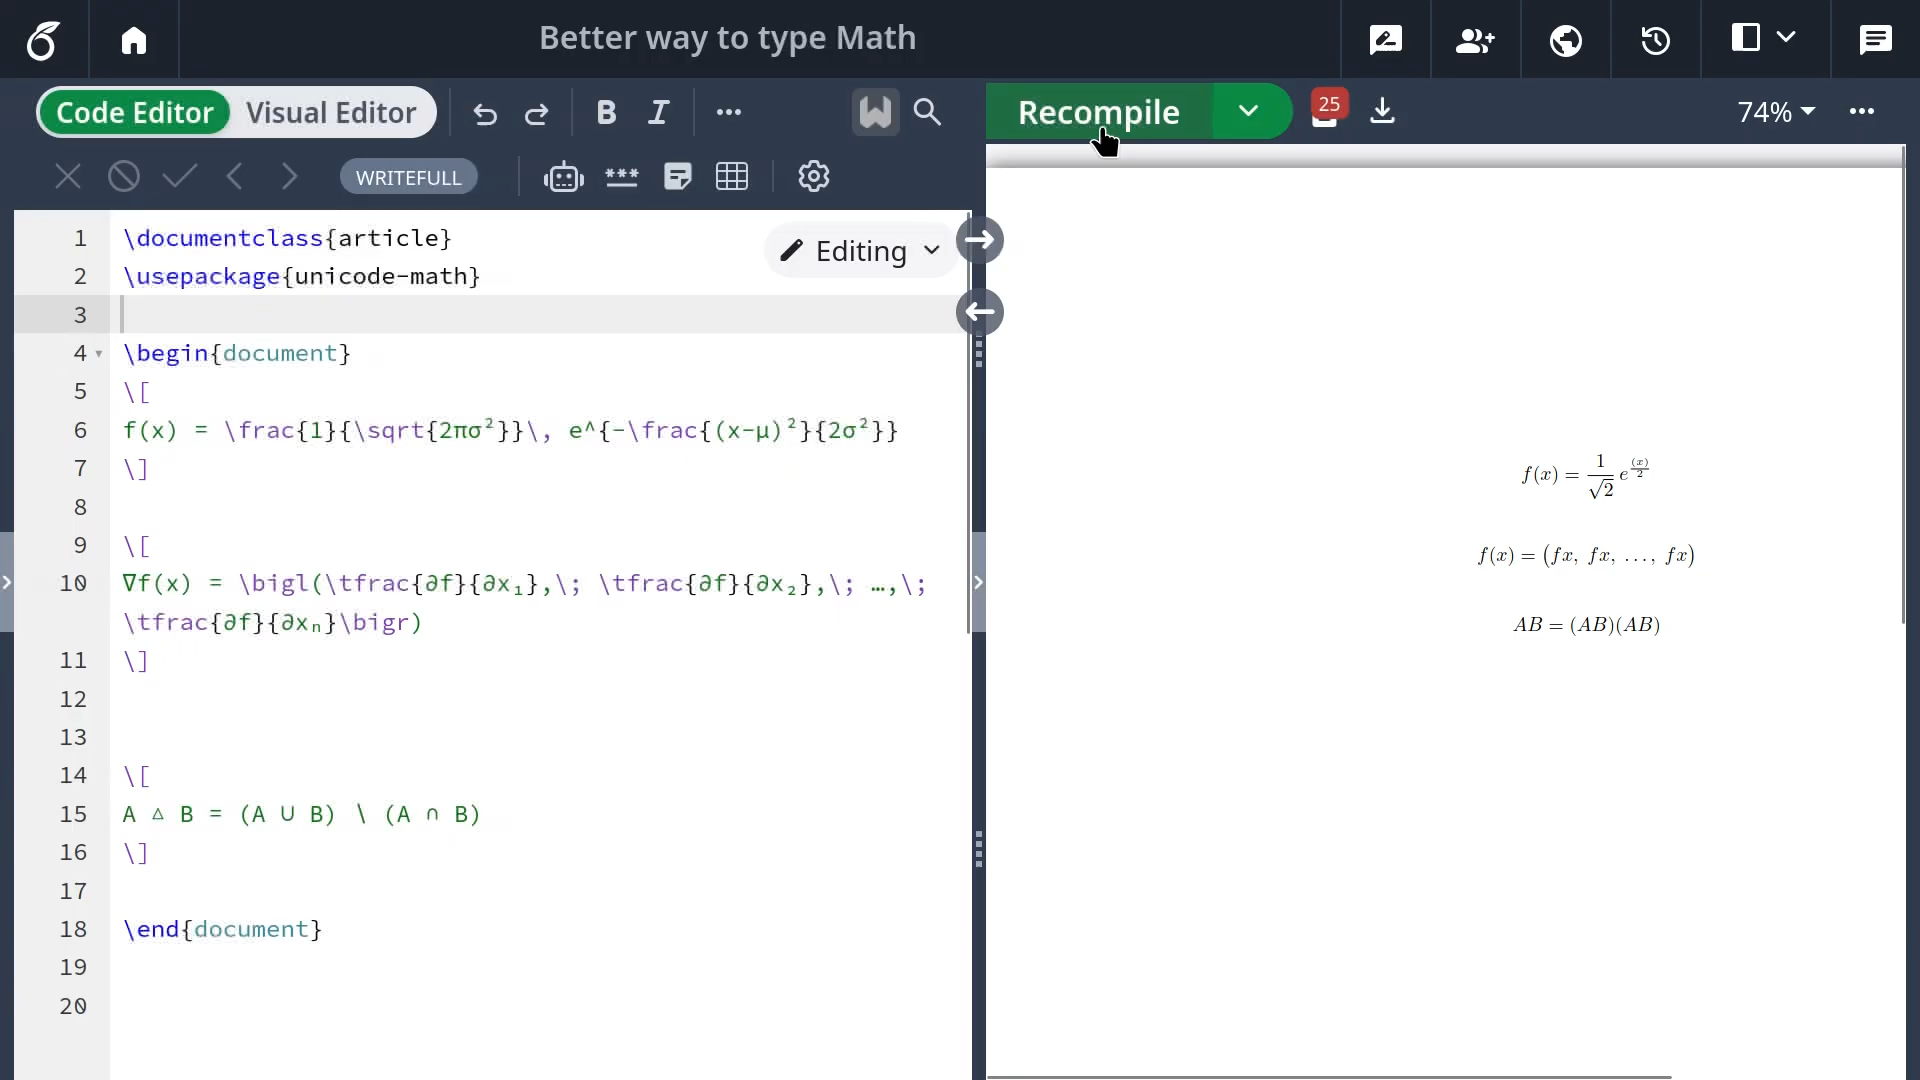 Better way to type Math
Code Editor Visual Editor B I ... W
Recompile 25 74% ...
WRITEFULL
Editing
1 \documentclass{article}
2 \usepackage{unicode-math}
3
4 \begin{document}
5 \[
6 f(x) = \frac{1}{\sqrt{2πσ²}}\, e^{-\frac{(x-μ)²}{2σ²}}
7 \]
8
9 \[
10 ∇f(x) = \bigl(\tfrac{∂f}{∂x₁},\; \tfrac{∂f}{∂x₂},\; …,\;
\tfrac{∂f}{∂xₙ}\bigr)
11 \]
12
13
14 \[
15 A △ B = (A ∪ B) \ (A ∩ B)
16 \]
17
18 \end{document}
19
20
f(x) = 1/√2 e^((x)/2)
f(x) = (fx, fx, …, fx)
AB = (AB)(AB)